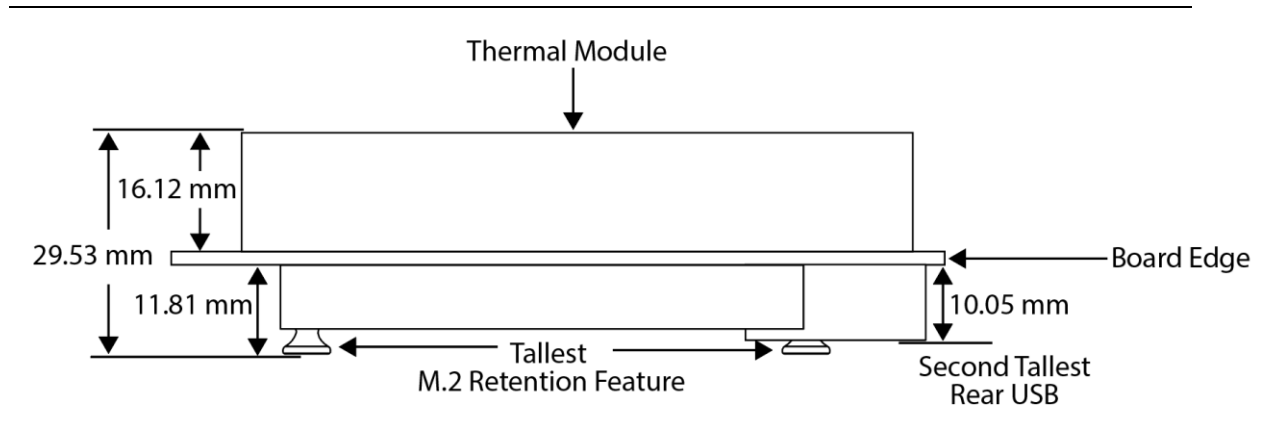 Thermal Module
16.12 mm
29.53 mm
Board Edge
11.81 mm
10.05 mm
Tallest
M.2 Retention Feature
Second Tallest
Rear USB